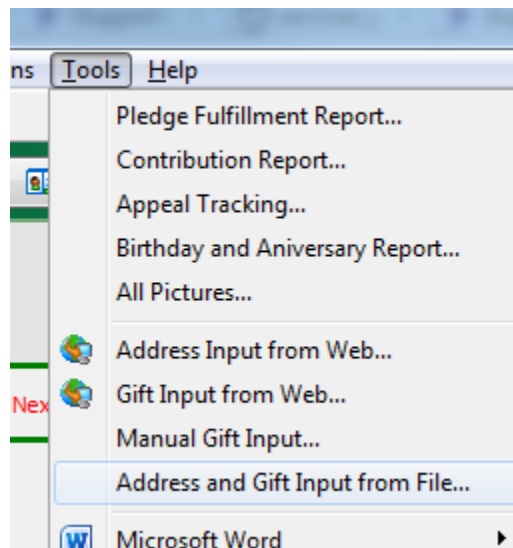 ns Tools Help
Pledge Fulfillment Report...
Contribution Report...
Appeal Tracking...
Birthday and Aniversary Report...
All Pictures...
Address Input from Web...
Gift Input from Web...
Nex
Manual Gift Input...
Address and Gift Input from File...
Microsoft Word